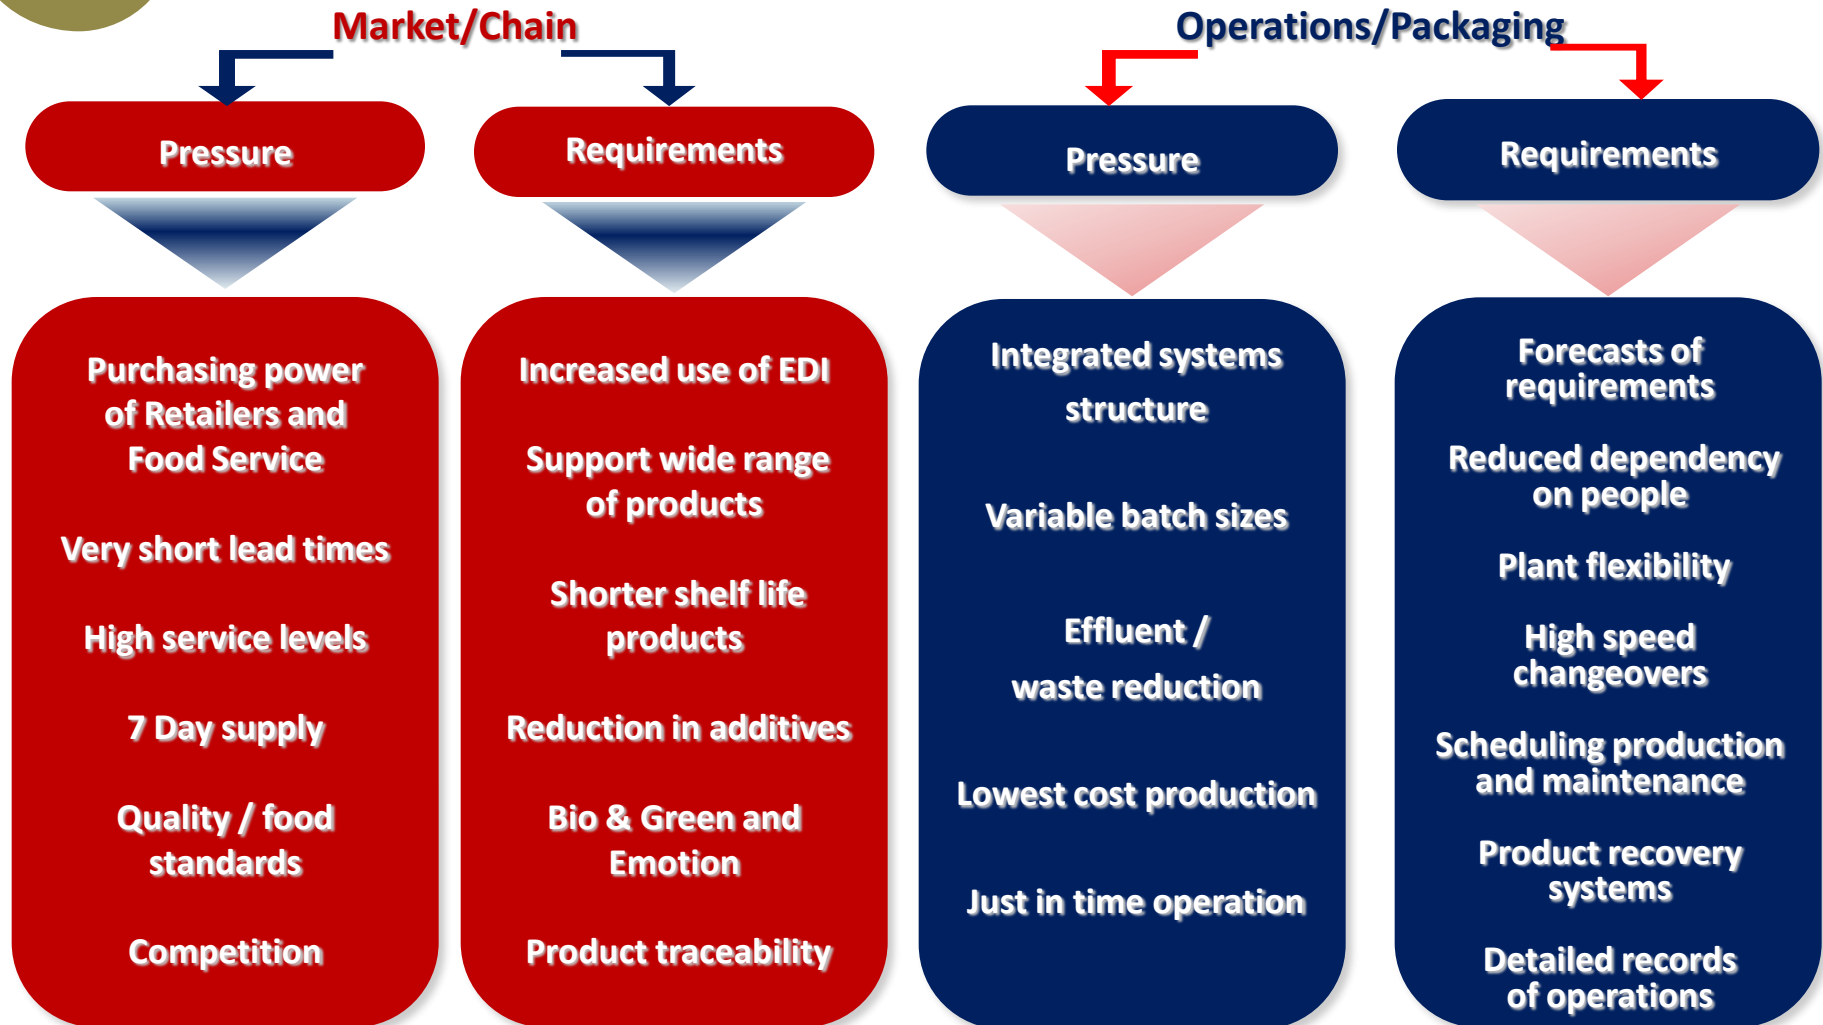 Market/Chain
Operations/Packaging
Pressure
Requirements
Pressure
Requirements
Purchasing power
of Retailers and
Food Service
Very short lead times
High service levels
7 Day supply
Quality / food
standards
Competition
Increased use of EDI
Support wide range
of products
Shorter shelf life
products
Reduction in additives
Bio & Green and
Emotion
Product traceability
Integrated systems
structure
Variable batch sizes
Effluent /
waste reduction
Lowest cost production
Just in time operation
Forecasts of
requirements
Reduced dependency
on people
Plant flexibility
High speed
changeovers
Scheduling production
and maintenance
Product recovery
systems
Detailed records
of operations